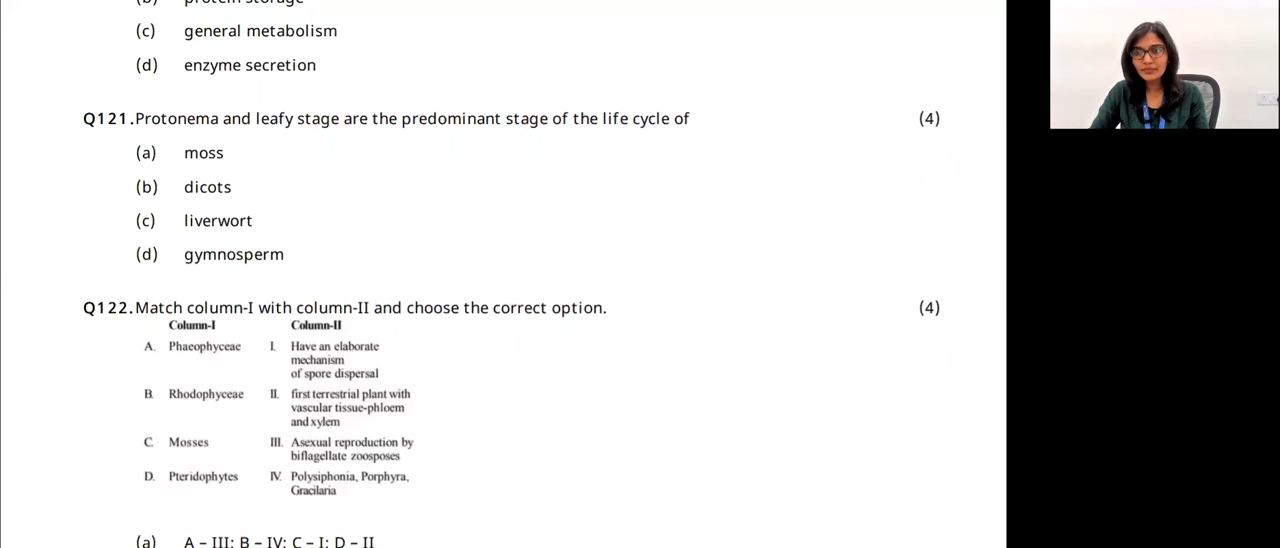 (b) protein storage
(c) general metabolism
(d) enzyme secretion
Q121. Protonema and leafy stage are the predominant stage of the life cycle of (4)
(a) moss
(b) dicots
(c) liverwort
(d) gymnosperm
Q122. Match column-I with column-II and choose the correct option. (4)
Column-I Column-II
A. Phaeophyceae I. Have an elaborate
mechanism
of spore dispersal
B. Rhodophyceae II. first terrestrial plant with
vascular tissue-phloem
and xylem
C. Mosses III. Asexual reproduction by
biflagellate zoosposes
D. Pteridophytes IV. Polysiphonia, Porphyra,
Gracilaria
(a) A – III; B – IV; C – I; D – II